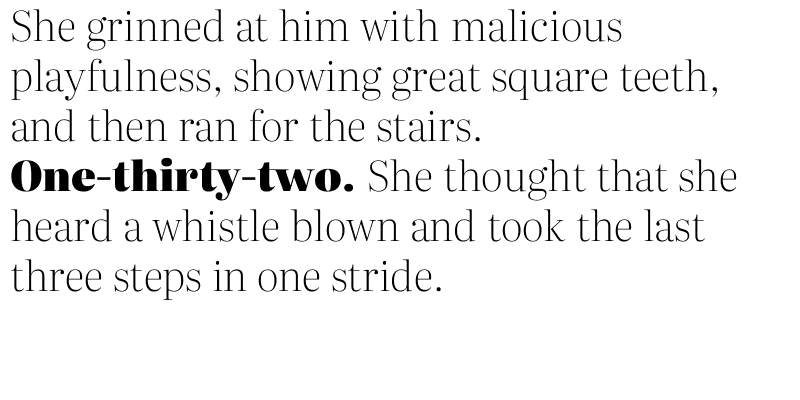 She grinned at him with malicious
playfulness, showing great square teeth,
and then ran for the stairs.
One-thirty-two. She thought that she
heard a whistle blown and took the last
three steps in one stride.